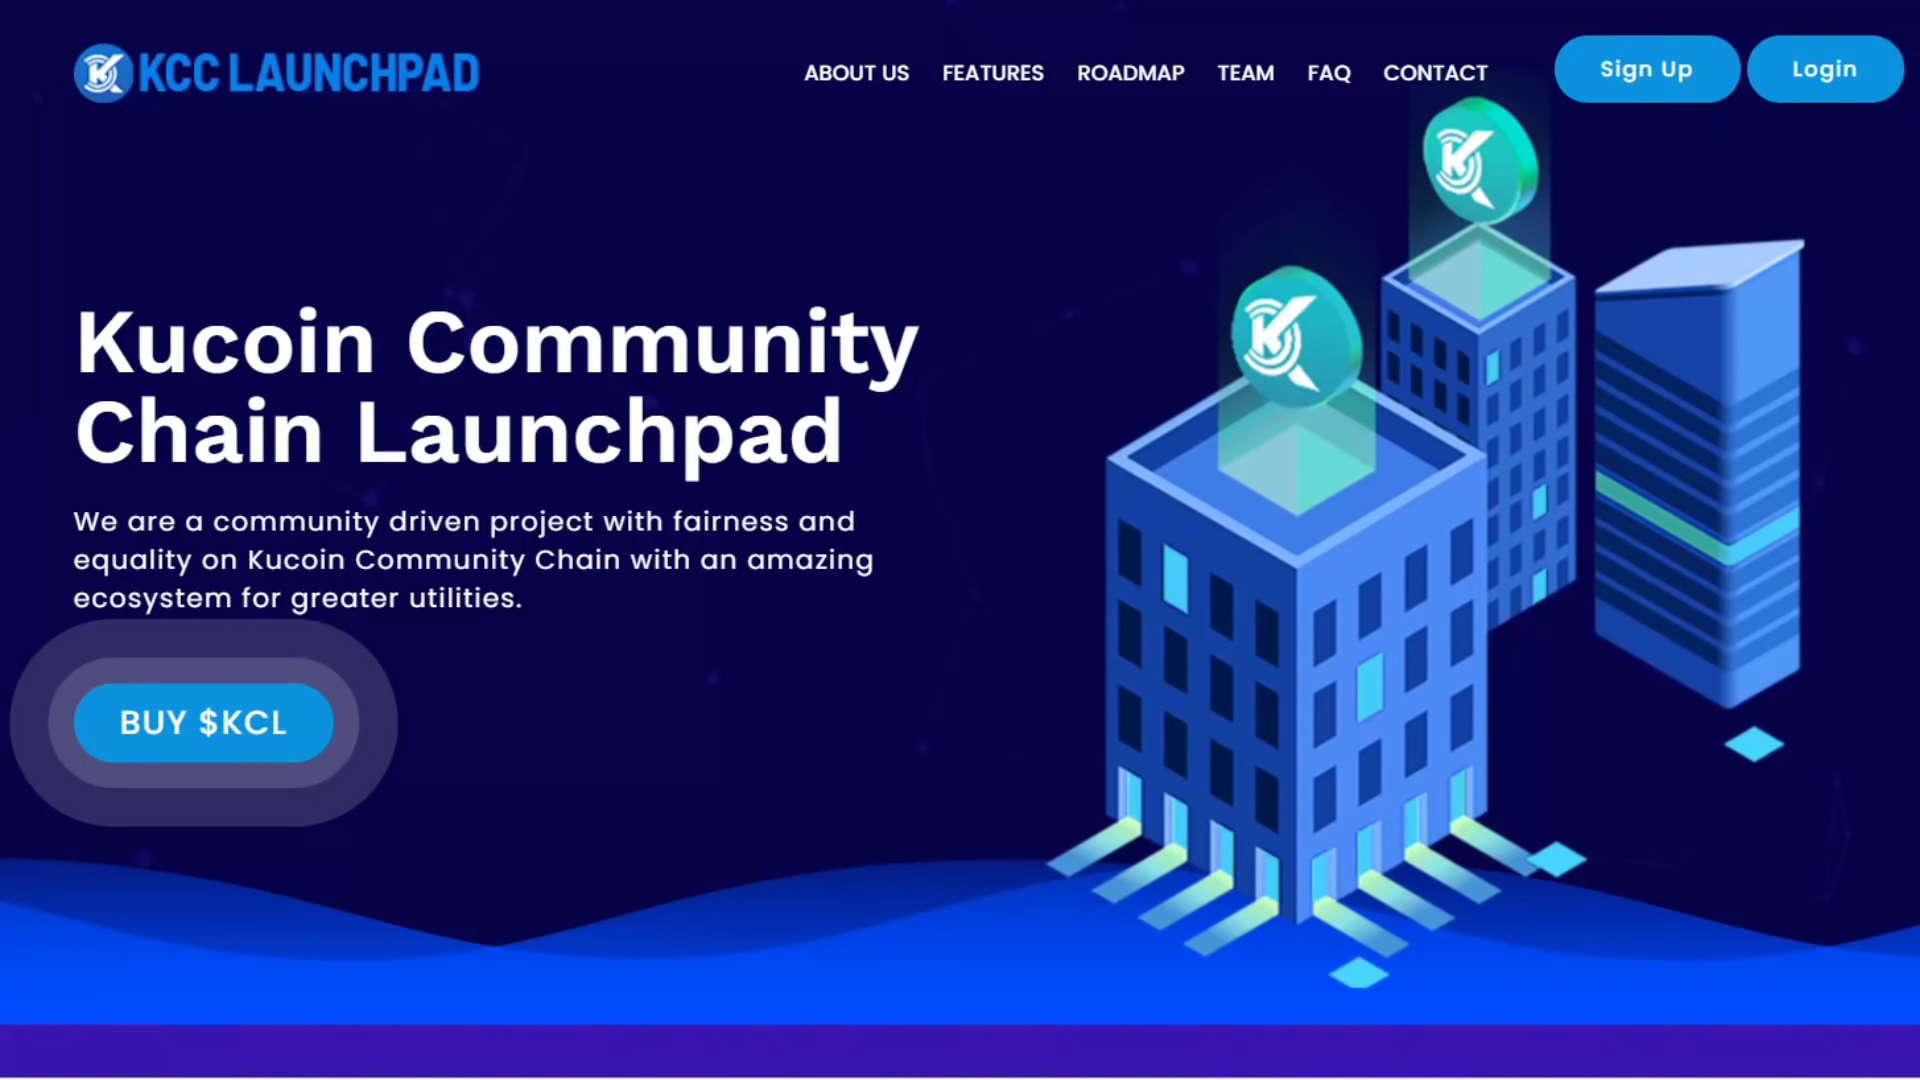 KCC LAUNCHPAD
ABOUT US FEATURES ROADMAP TEAM FAQ CONTACT Sign Up Login
Kucoin Community
Chain Launchpad
We are a community driven project with fairness and
equality on Kucoin Community Chain with an amazing
ecosystem for greater utilities.
BUY $KCL